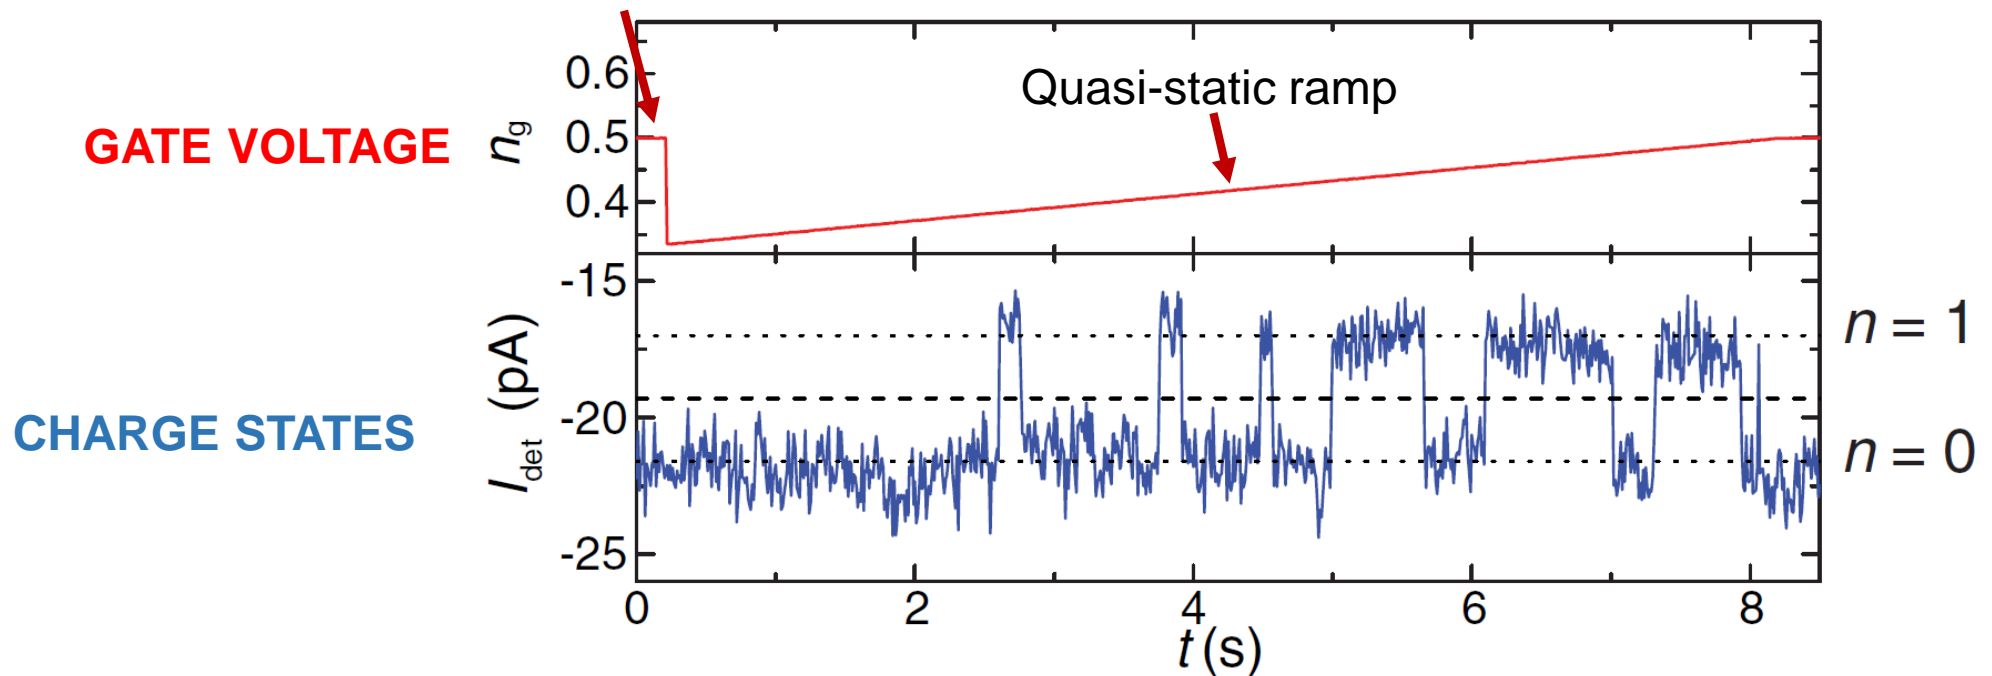 Quasi-static ramp
GATE VOLTAGE
n_g
0.6
0.5
0.4
CHARGE STATES
I_det (pA)
-15
-20
-25
n = 1
n = 0
0 2 4 6 8
t (s)